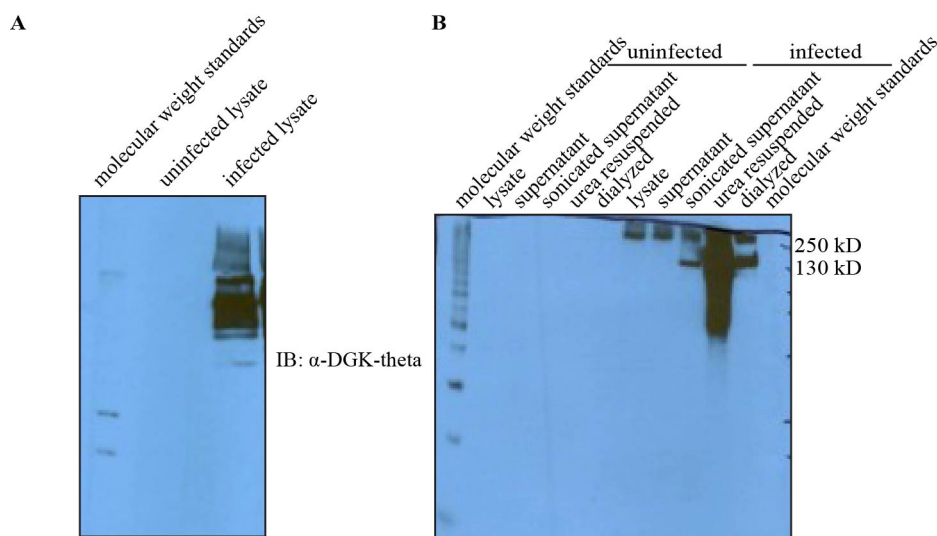 A
molecular weight standards
uninfected lysate
infected lysate
IB: α-DGK-theta
B
uninfected
infected
molecular weight standards
lysate
supernatant
sonicated supernatant
urea resuspended
dialyzed
lysate
supernatant
sonicated supernatant
urea resuspended
dialyzed
molecular weight standards
250 kD
130 kD